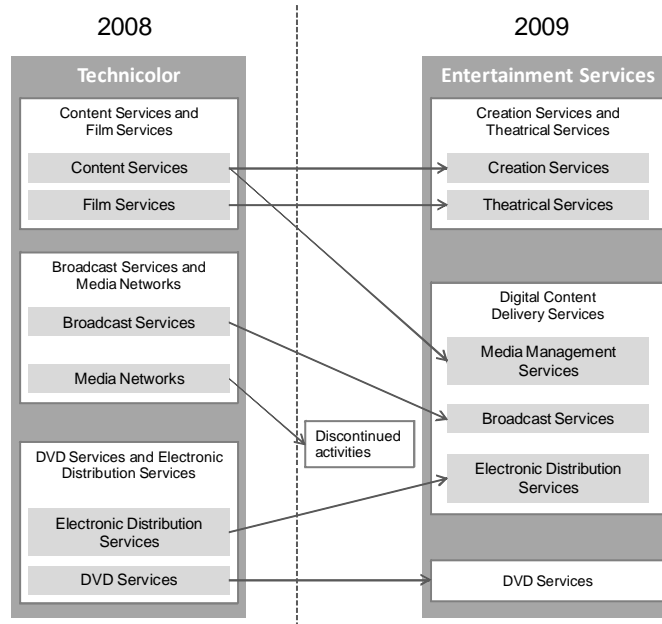 2008
Technicolor
Content Services and
Film Services
Content Services
Film Services
Broadcast Services and
Media Networks
Broadcast Services
Media Networks
DVD Services and Electronic
Distribution Services
Electronic Distribution
Services
DVD Services
Discontinued
activities
2009
Entertainment Services
Creation Services and
Theatrical Services
Creation Services
Theatrical Services
Digital Content
Delivery Services
Media Management
Services
Broadcast Services
Electronic Distribution
Services
DVD Services